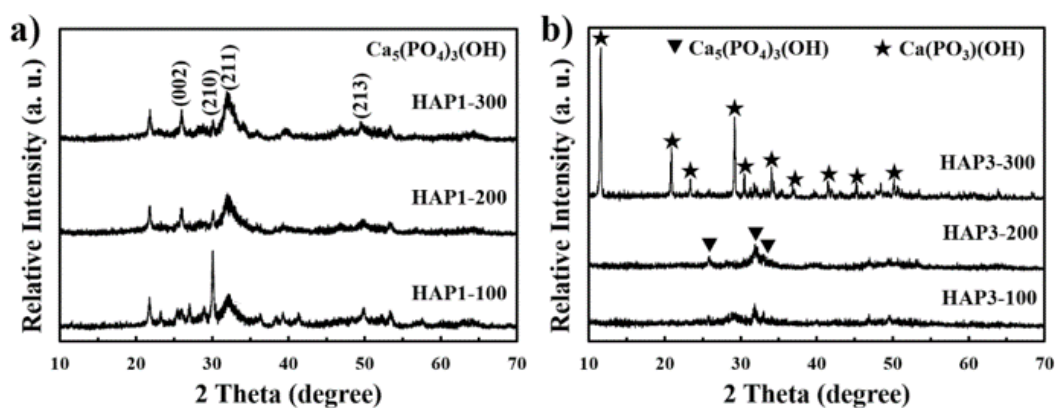 a)
Ca₅(PO₄)₃(OH)
(002)
(210)
(211)
(213)
HAP1-300
HAP1-200
HAP1-100
Relative Intensity (a. u.)
10 20 30 40 50 60 70
2 Theta (degree)
b)
▼ Ca₅(PO₄)₃(OH) ★ Ca(PO₃)(OH)
HAP3-300
HAP3-200
HAP3-100
Relative Intensity (a. u.)
10 20 30 40 50 60 70
2 Theta (degree)